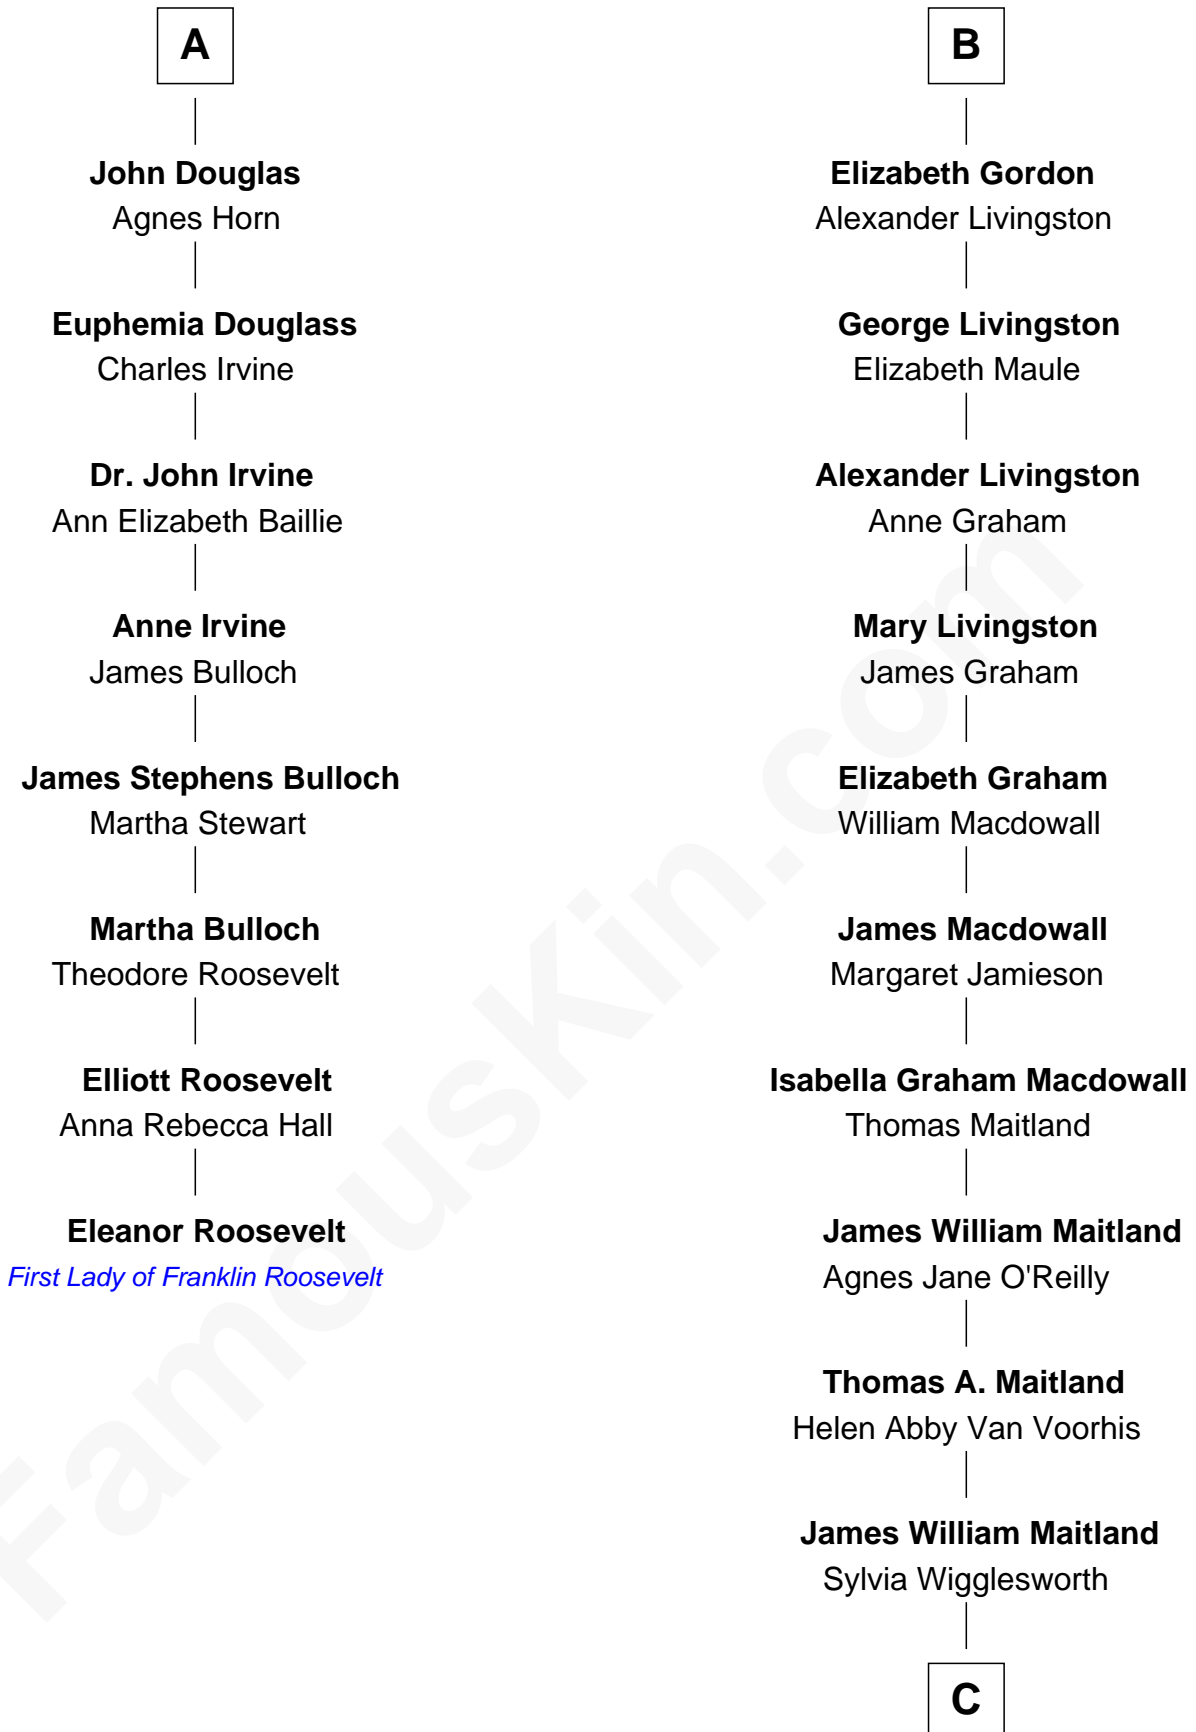 A
John Douglas
Agnes Horn
Euphemia Douglass
Charles Irvine
Dr. John Irvine
Ann Elizabeth Baillie
Anne Irvine
James Bulloch
James Stephens Bulloch
Martha Stewart
Martha Bulloch
Theodore Roosevelt
Elliott Roosevelt
Anna Rebecca Hall
Eleanor Roosevelt
First Lady of Franklin Roosevelt
B
Elizabeth Gordon
Alexander Livingston
George Livingston
Elizabeth Maule
Alexander Livingston
Anne Graham
Mary Livingston
James Graham
Elizabeth Graham
William Macdowall
James Macdowall
Margaret Jamieson
Isabella Graham Macdowall
Thomas Maitland
James William Maitland
Agnes Jane O'Reilly
Thomas A. Maitland
Helen Abby Van Voorhis
James William Maitland
Sylvia Wigglesworth
C
FamousKin.com